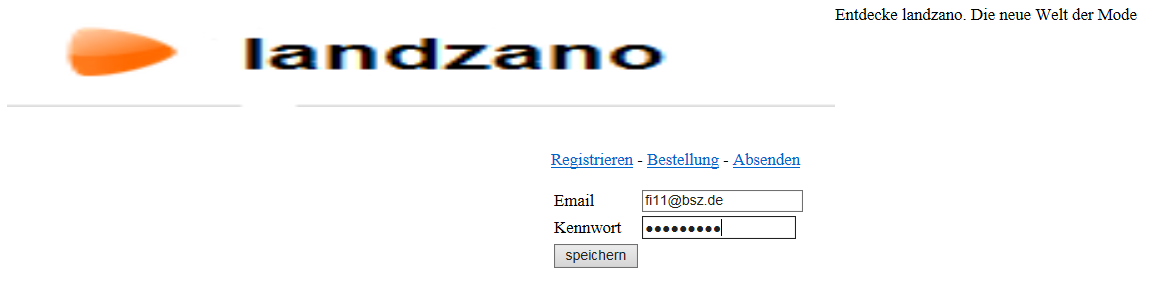 Entdecke landzano. Die neue Welt der Mode
landzano
Registrieren - Bestellung - Absenden
Email fi11@bsz.de
Kennwort ●●●●●●●●●
speichern